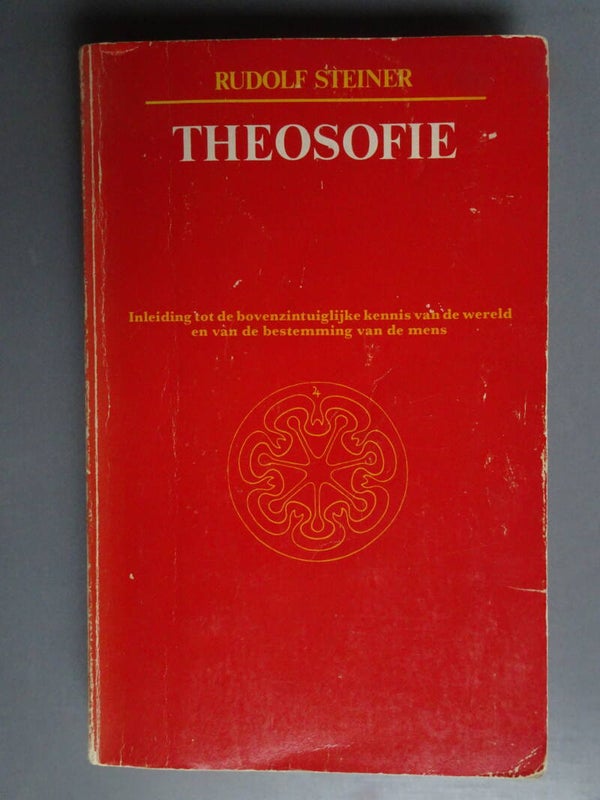 RUDOLF STEINER
THEOSOFIE
Inleiding tot de bovenzintuiglijke kennis van de wereld
en van de bestemming van de mens